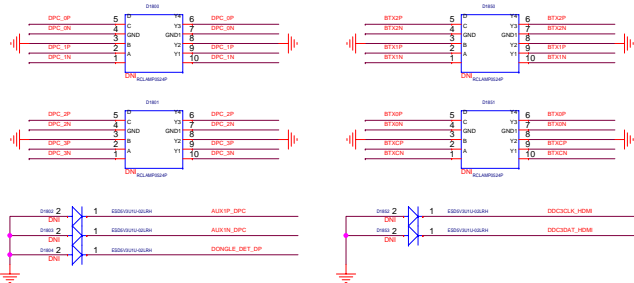 D1800
DPC_0P 5 D Y4 6 DPC_0P
DPC_0N 4 C Y3 7 DPC_0N
3 GND GND1 8
DPC_1P 2 B Y2 9 DPC_1P
DPC_1N 1 A Y1 10 DPC_1N
DNI
RCLAMP0524P
D1850
BTX2P 5 D Y4 6 BTX2P
BTX2N 4 C Y3 7 BTX2N
3 GND GND1 8
BTX1P 2 B Y2 9 BTX1P
BTX1N 1 A Y1 10 BTX1N
DNI
RCLAMP0524P
D1801
DPC_2P 5 D Y4 6 DPC_2P
DPC_2N 4 C Y3 7 DPC_2N
3 GND GND1 8
DPC_3P 2 B Y2 9 DPC_3P
DPC_3N 1 A Y1 10 DPC_3N
DNI
RCLAMP0524P
D1851
BTX0P 5 D Y4 6 BTX0P
BTX0N 4 C Y3 7 BTX0N
3 GND GND1 8
BTXCP 2 B Y2 9 BTXCP
BTXCN 1 A Y1 10 BTXCN
DNI
RCLAMP0524P
D1802 2 1 ESD5V3U1U-02LRH AUX1P_DPC
DNI
D1803 2 1 ESD5V3U1U-02LRH AUX1N_DPC
DNI
D1804 2 1 ESD5V3U1U-02LRH DONGLE_DET_DP
DNI
D1852 2 1 ESD5V3U1U-02LRH DDC3CLK_HDMI
DNI
D1853 2 1 ESD5V3U1U-02LRH DDC3DAT_HDMI
DNI